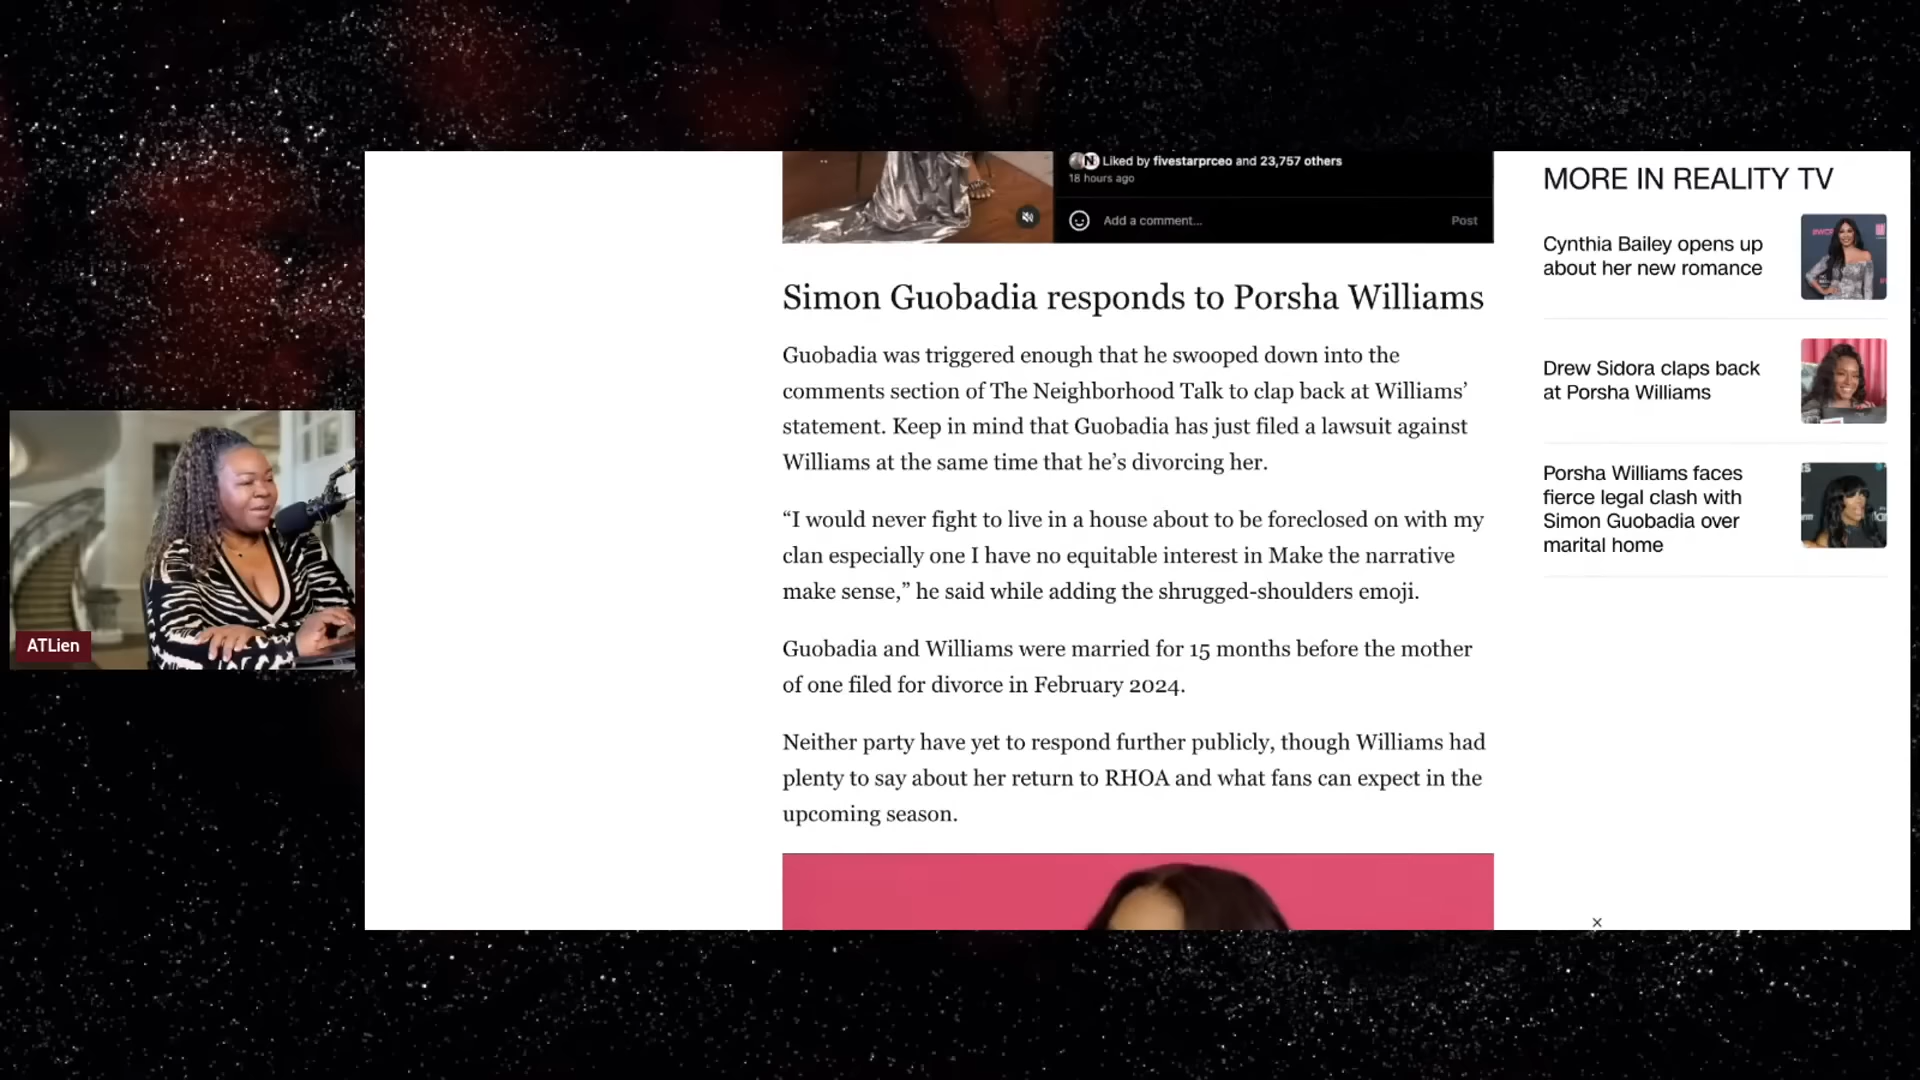 Liked by fivestarprceo and 23,757 others
18 hours ago
Add a comment...
Post
Simon Guobadia responds to Porsha Williams
Guobadia was triggered enough that he swooped down into the
comments section of The Neighborhood Talk to clap back at Williams’
statement. Keep in mind that Guobadia has just filed a lawsuit against
Williams at the same time that he’s divorcing her.
“I would never fight to live in a house about to be foreclosed on with my
clan especially one I have no equitable interest in Make the narrative
make sense,” he said while adding the shrugged-shoulders emoji.
Guobadia and Williams were married for 15 months before the mother
of one filed for divorce in February 2024.
Neither party have yet to respond further publicly, though Williams had
plenty to say about her return to RHOA and what fans can expect in the
upcoming season.
MORE IN REALITY TV
Cynthia Bailey opens up
about her new romance
Drew Sidora claps back
at Porsha Williams
Porsha Williams faces
fierce legal clash with
Simon Guobadia over
marital home
ATLien